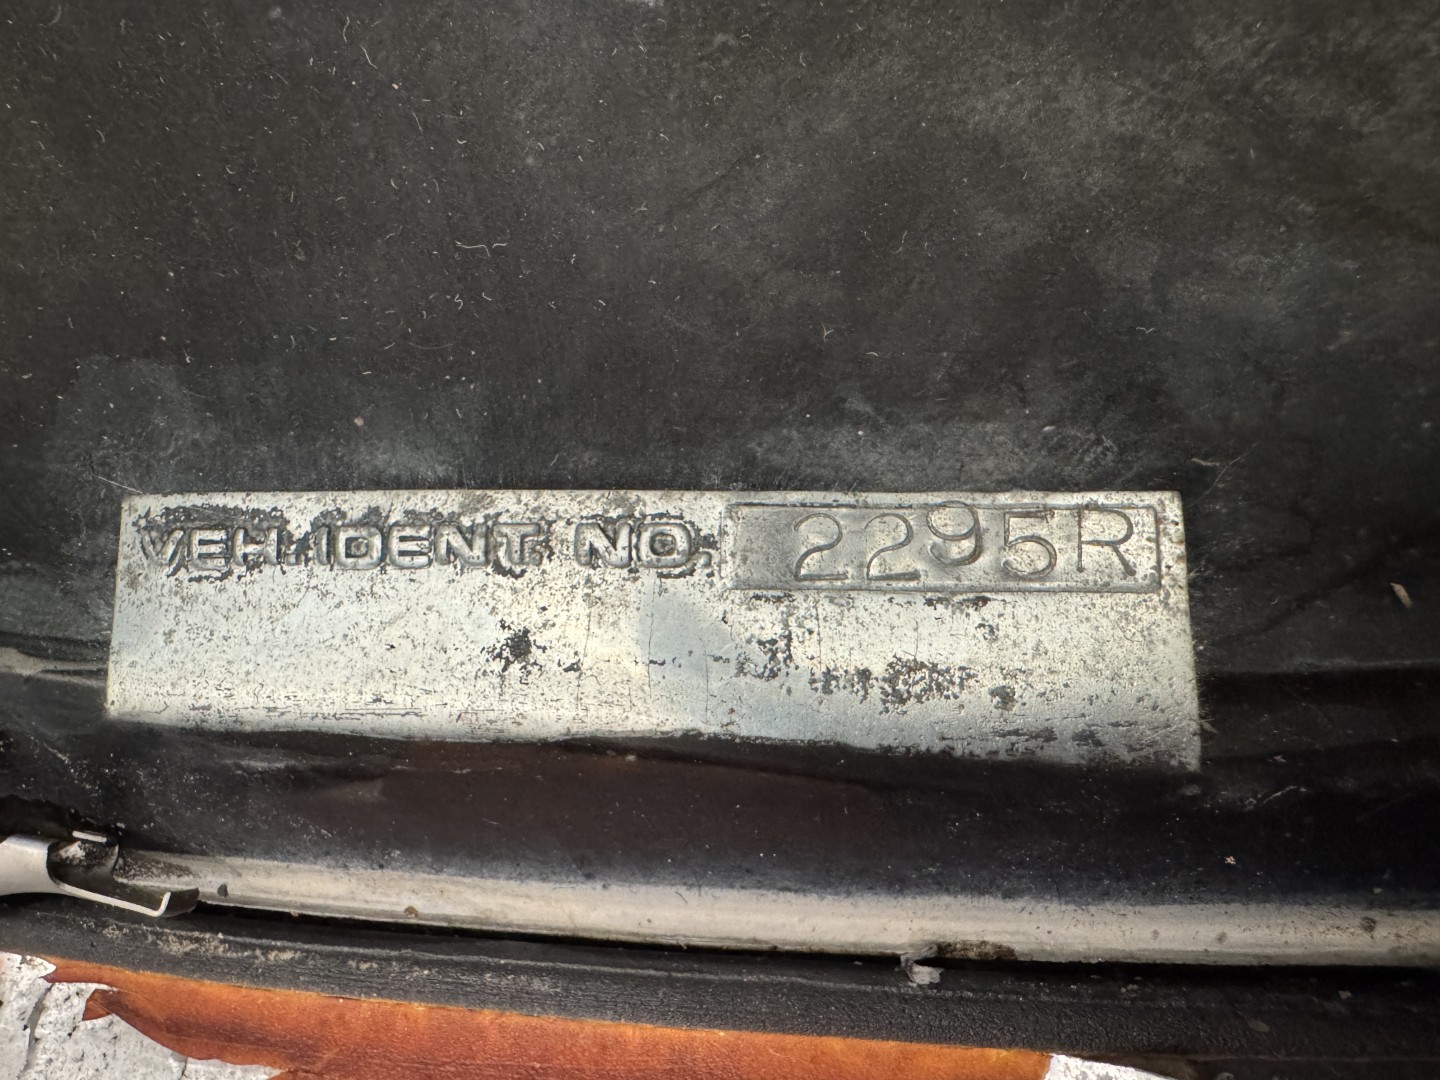 VEH. IDENT. NO. 2295R